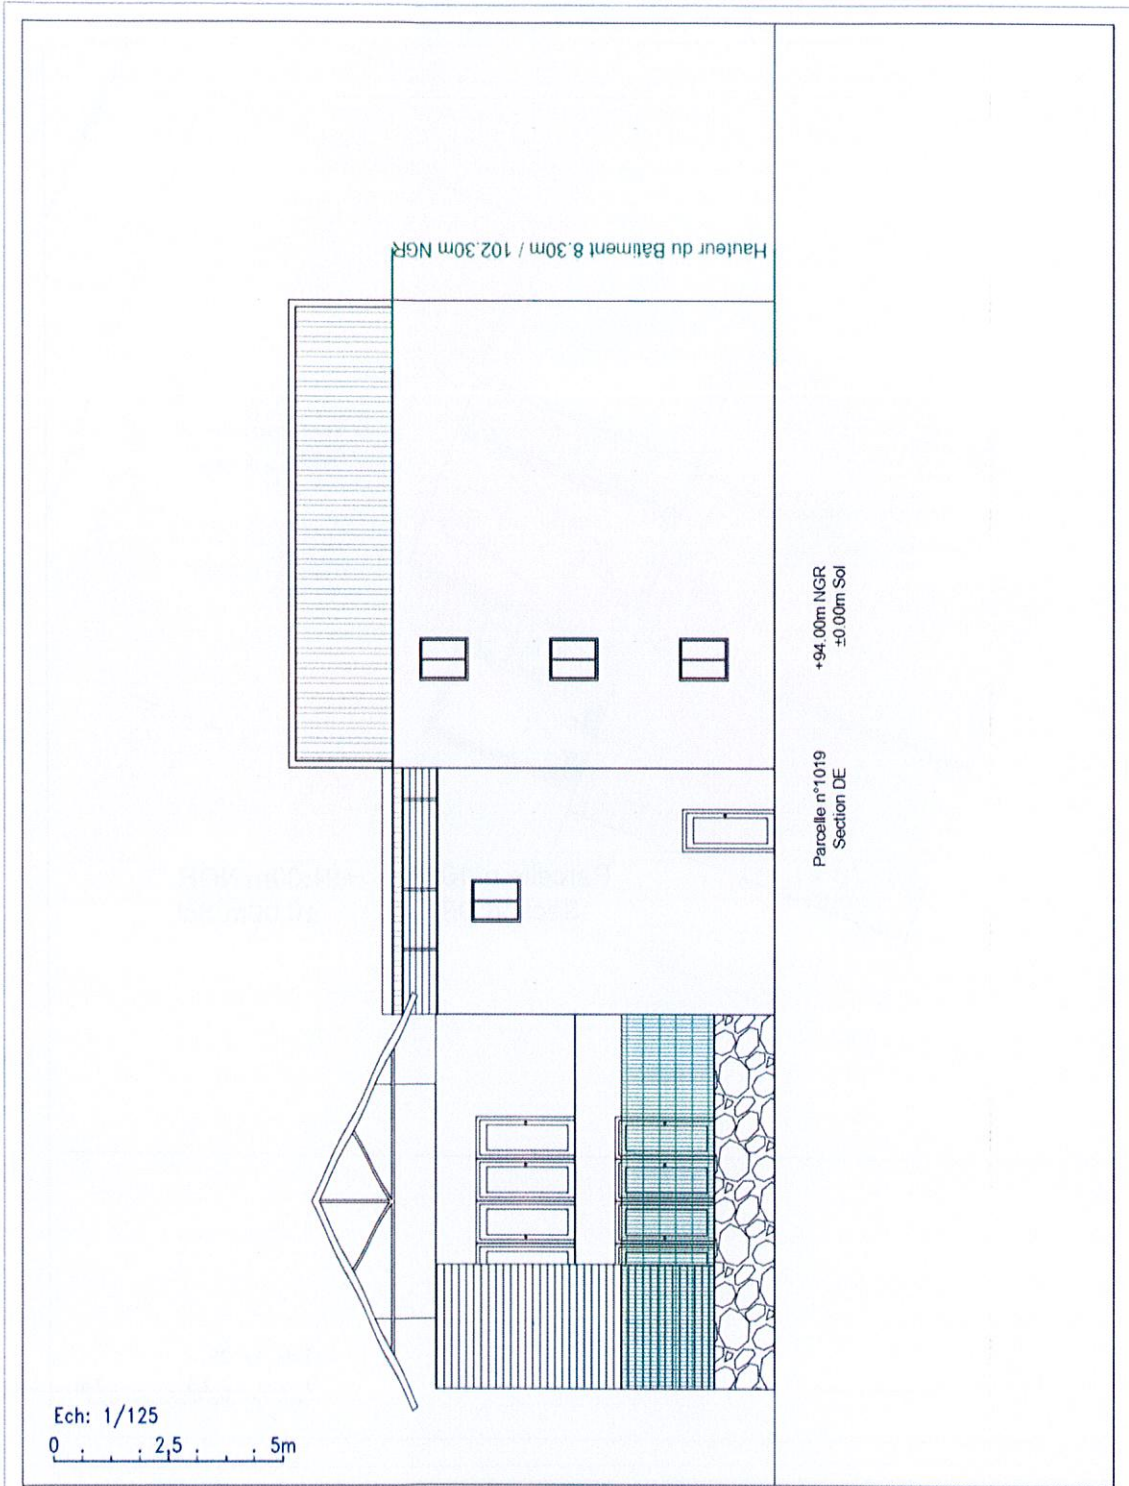 Hauteur du Bâtiment 8.30m / 102.30m NGR
+94.00m NGR
±0.00m Sol
Parcelle n°1019
Section DE
Ech: 1/125
0 2,5 5m